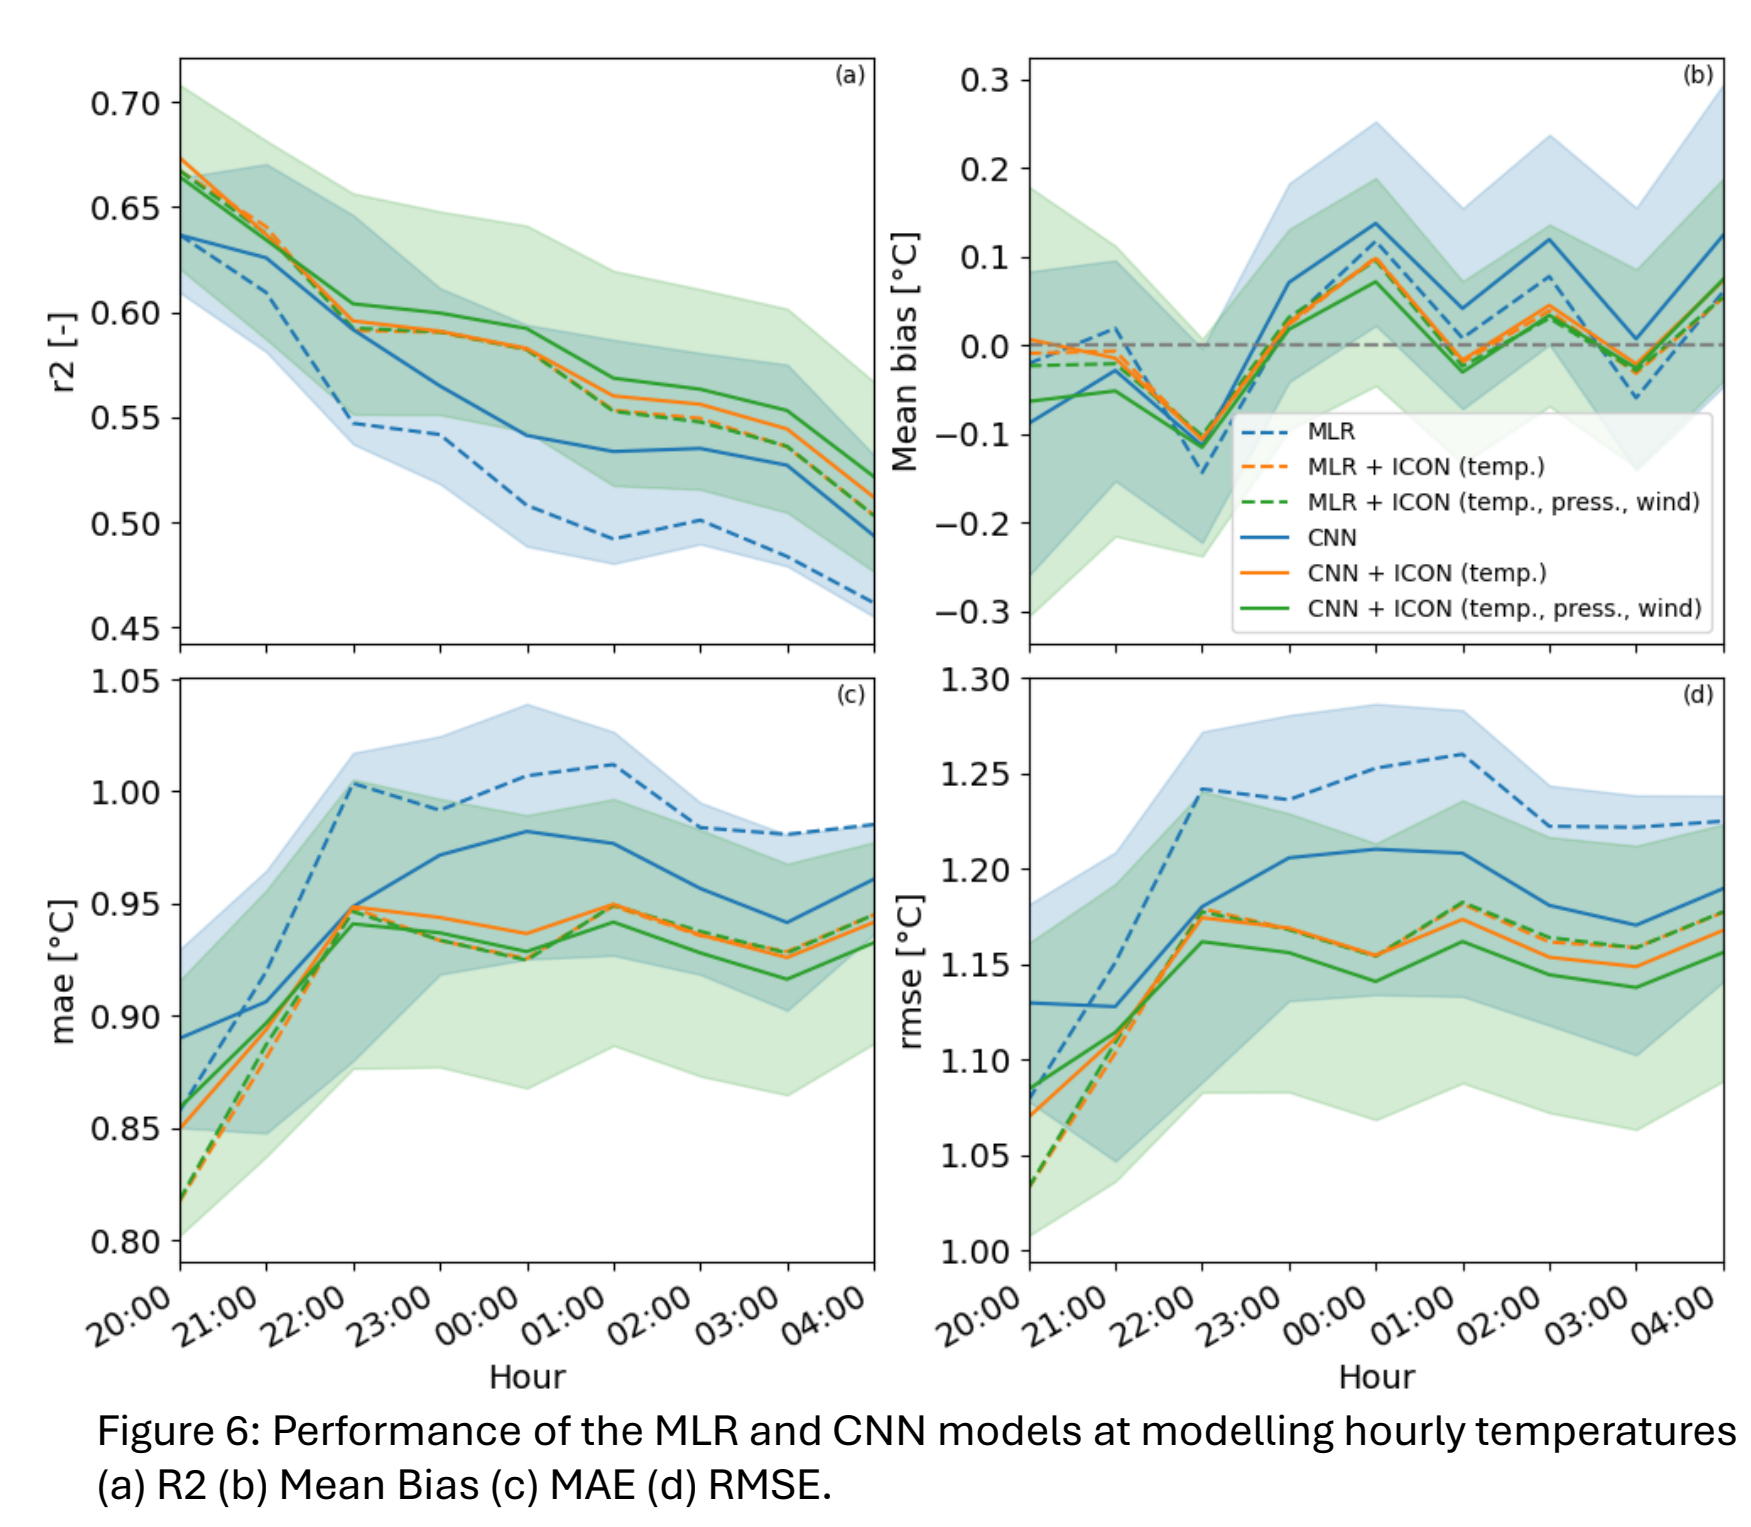 (a)
0.70
0.65
0.60
0.55
0.50
0.45
r2 [-]
(b)
0.3
0.2
0.1
0.0
−0.1
−0.2
−0.3
Mean bias [°C]
MLR
MLR + ICON (temp.)
MLR + ICON (temp., press., wind)
CNN
CNN + ICON (temp.)
CNN + ICON (temp., press., wind)
(c)
1.05
1.00
0.95
0.90
0.85
0.80
mae [°C]
20:00 21:00 22:00 23:00 00:00 01:00 02:00 03:00 04:00
Hour
(d)
1.30
1.25
1.20
1.15
1.10
1.05
1.00
rmse [°C]
20:00 21:00 22:00 23:00 00:00 01:00 02:00 03:00 04:00
Hour
Figure 6: Performance of the MLR and CNN models at modelling hourly temperatures
(a) R2 (b) Mean Bias (c) MAE (d) RMSE.